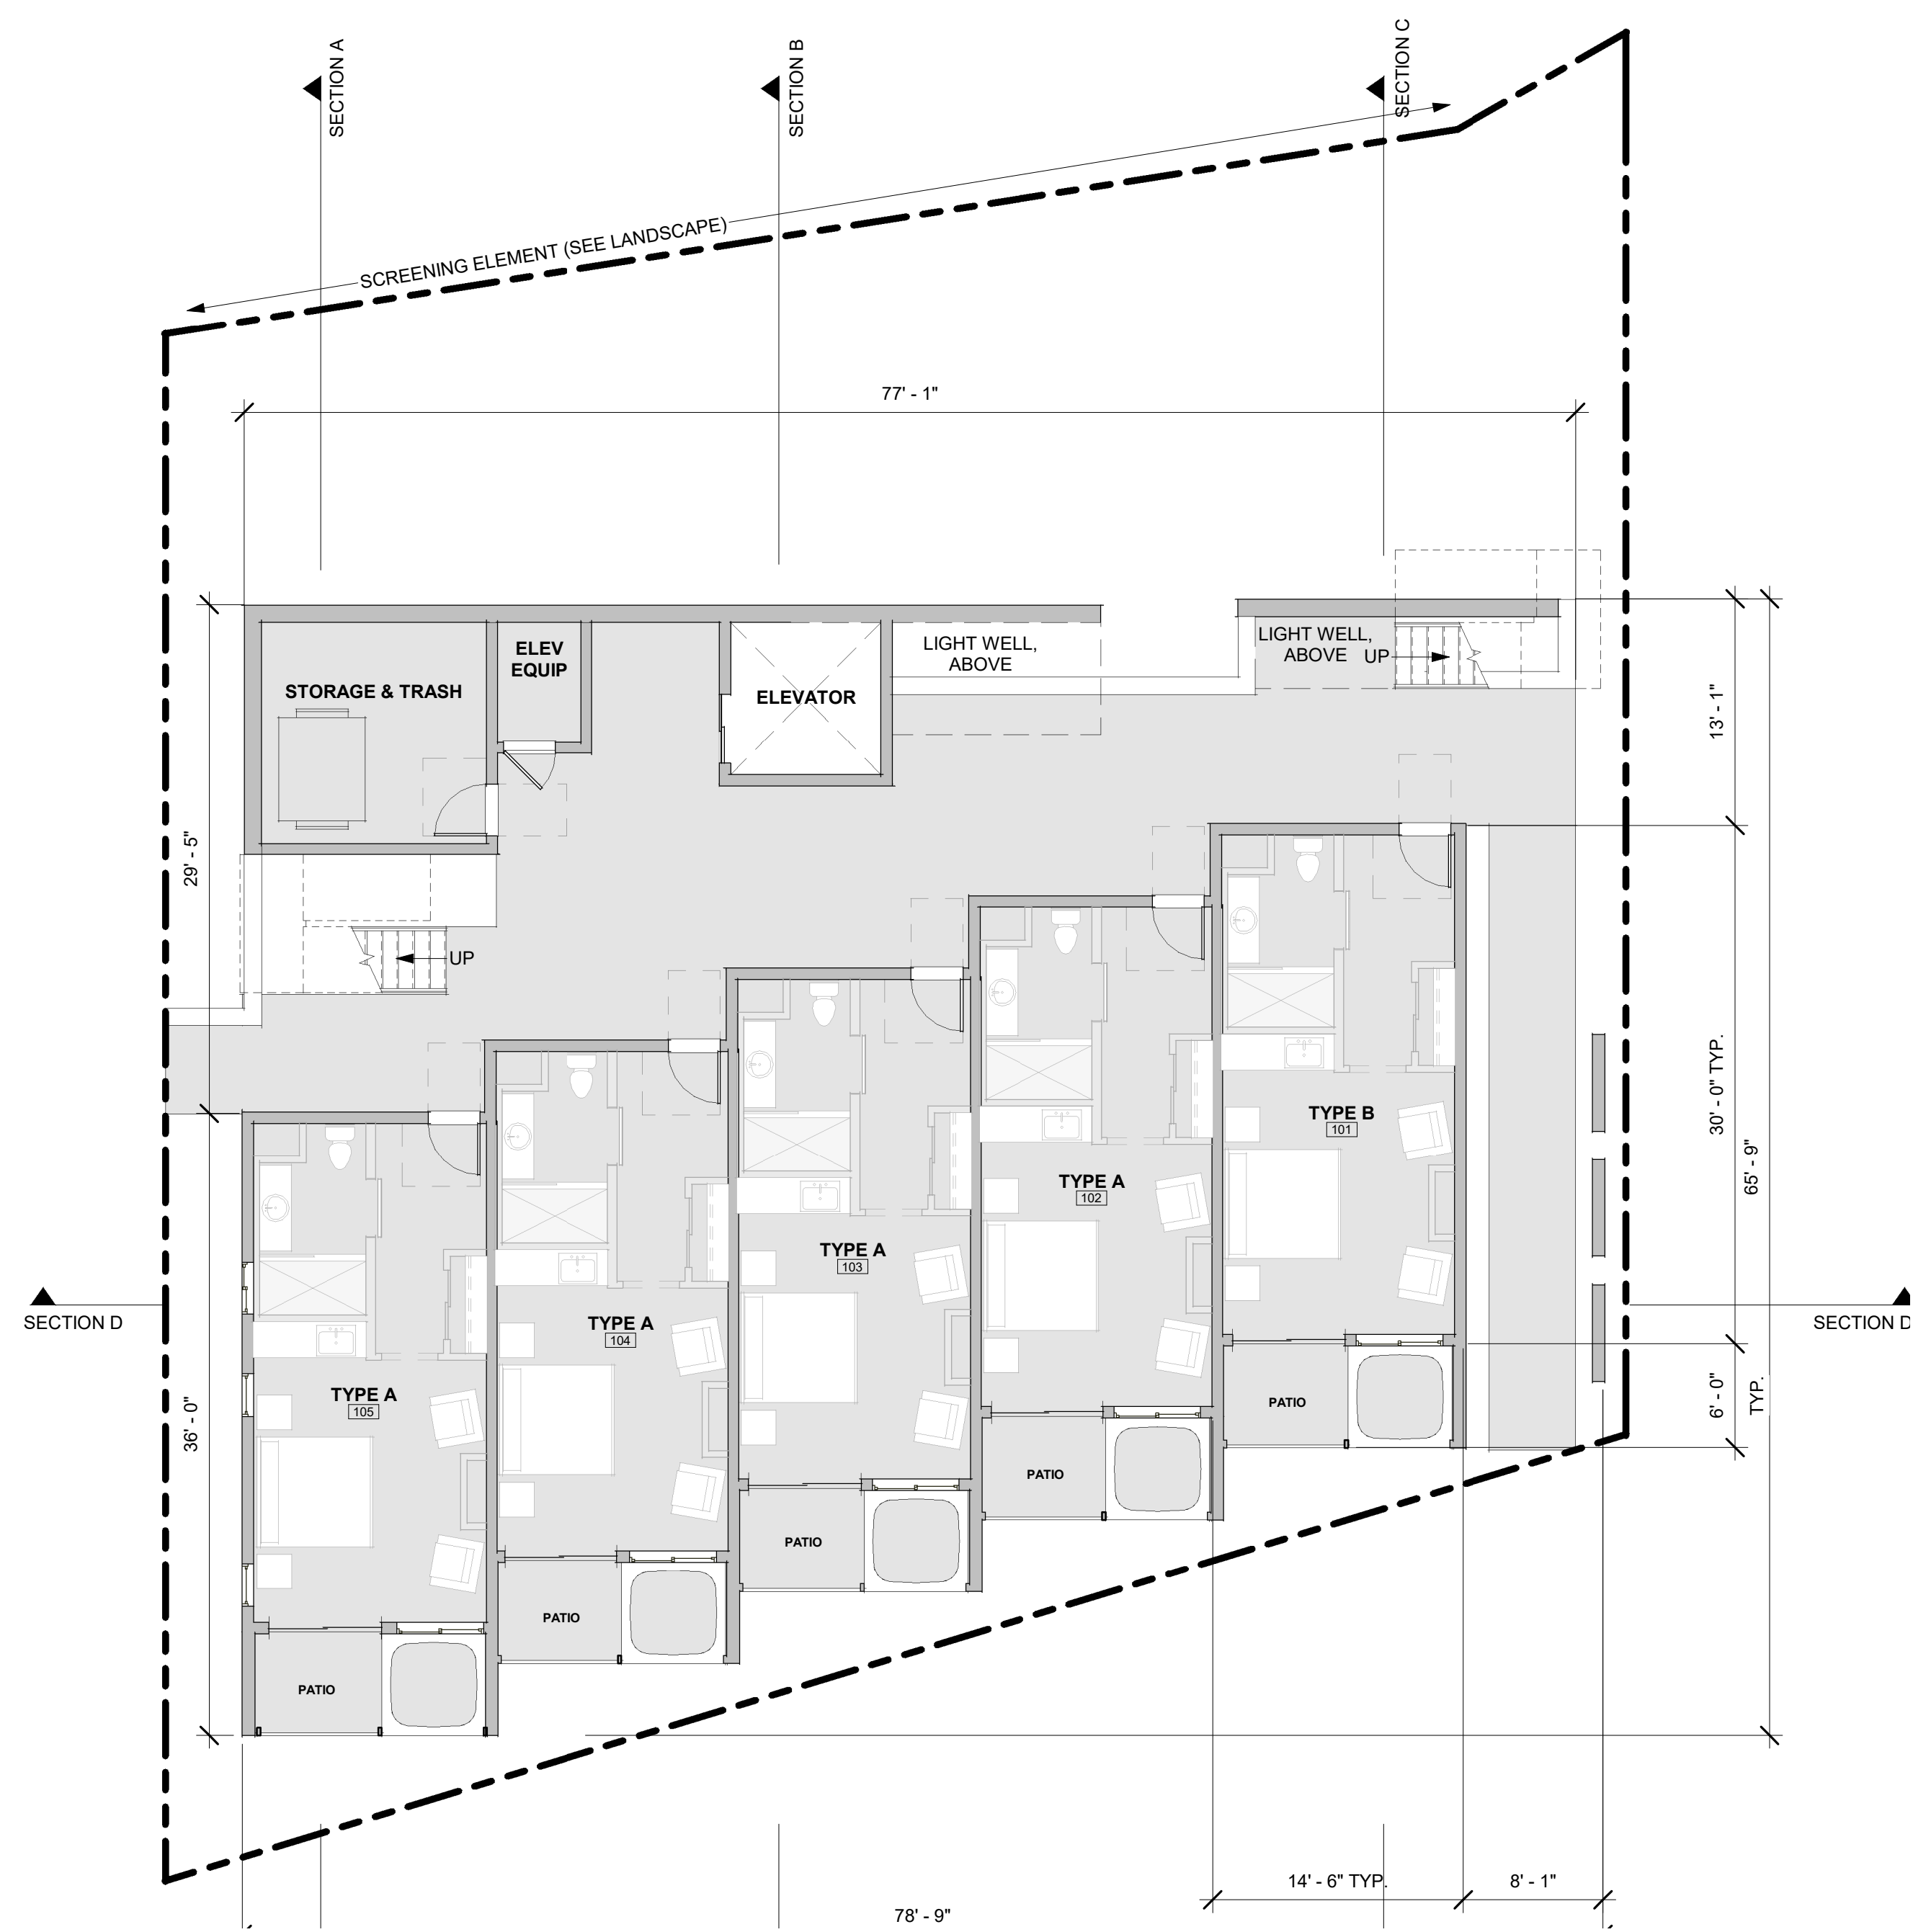 SECTION A
SECTION B
SECTION C
SCREENING ELEMENT (SEE LANDSCAPE)
77' - 1"
ELEV
EQUIP
LIGHT WELL,
ABOVE
LIGHT WELL,
ABOVE
UP
STORAGE & TRASH
ELEVATOR
13' - 1"
29' - 5"
UP
30' - 0" TYP.
65' - 9"
TYPE B
101
TYPE A
102
TYPE A
103
TYPE A
104
TYPE A
105
SECTION D
SECTION D
36' - 0"
6' - 0"
TYP.
PATIO
PATIO
PATIO
PATIO
PATIO
14' - 6" TYP.
8' - 1"
78' - 9"